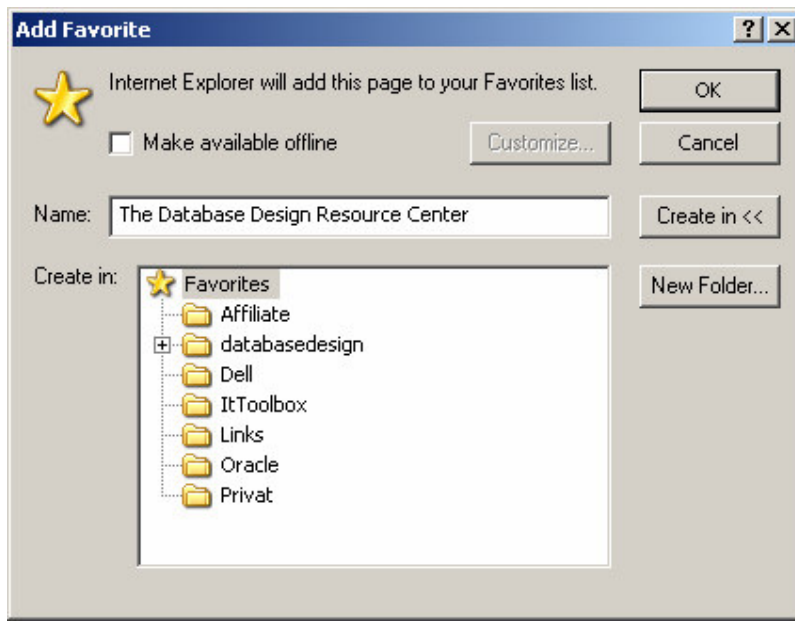 Add Favorite
Internet Explorer will add this page to your Favorites list.
OK
Make available offline
Customize...
Cancel
Name:
The Database Design Resource Center
Create in <<
Create in:
Favorites
New Folder...
Affiliate
databasedesign
Dell
ItToolbox
Links
Oracle
Privat